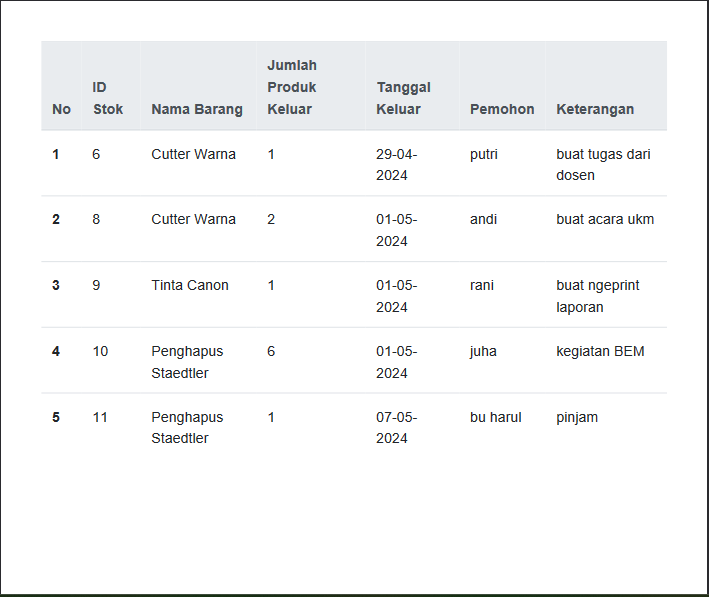 No ID Stok Nama Barang Jumlah Produk Keluar Tanggal Keluar Pemohon Keterangan
1 6 Cutter Warna 1 29-04-2024 putri buat tugas dari dosen
2 8 Cutter Warna 2 01-05-2024 andi buat acara ukm
3 9 Tinta Canon 1 01-05-2024 rani buat ngeprint laporan
4 10 Penghapus Staedtler 6 01-05-2024 juha kegiatan BEM
5 11 Penghapus Staedtler 1 07-05-2024 bu harul pinjam